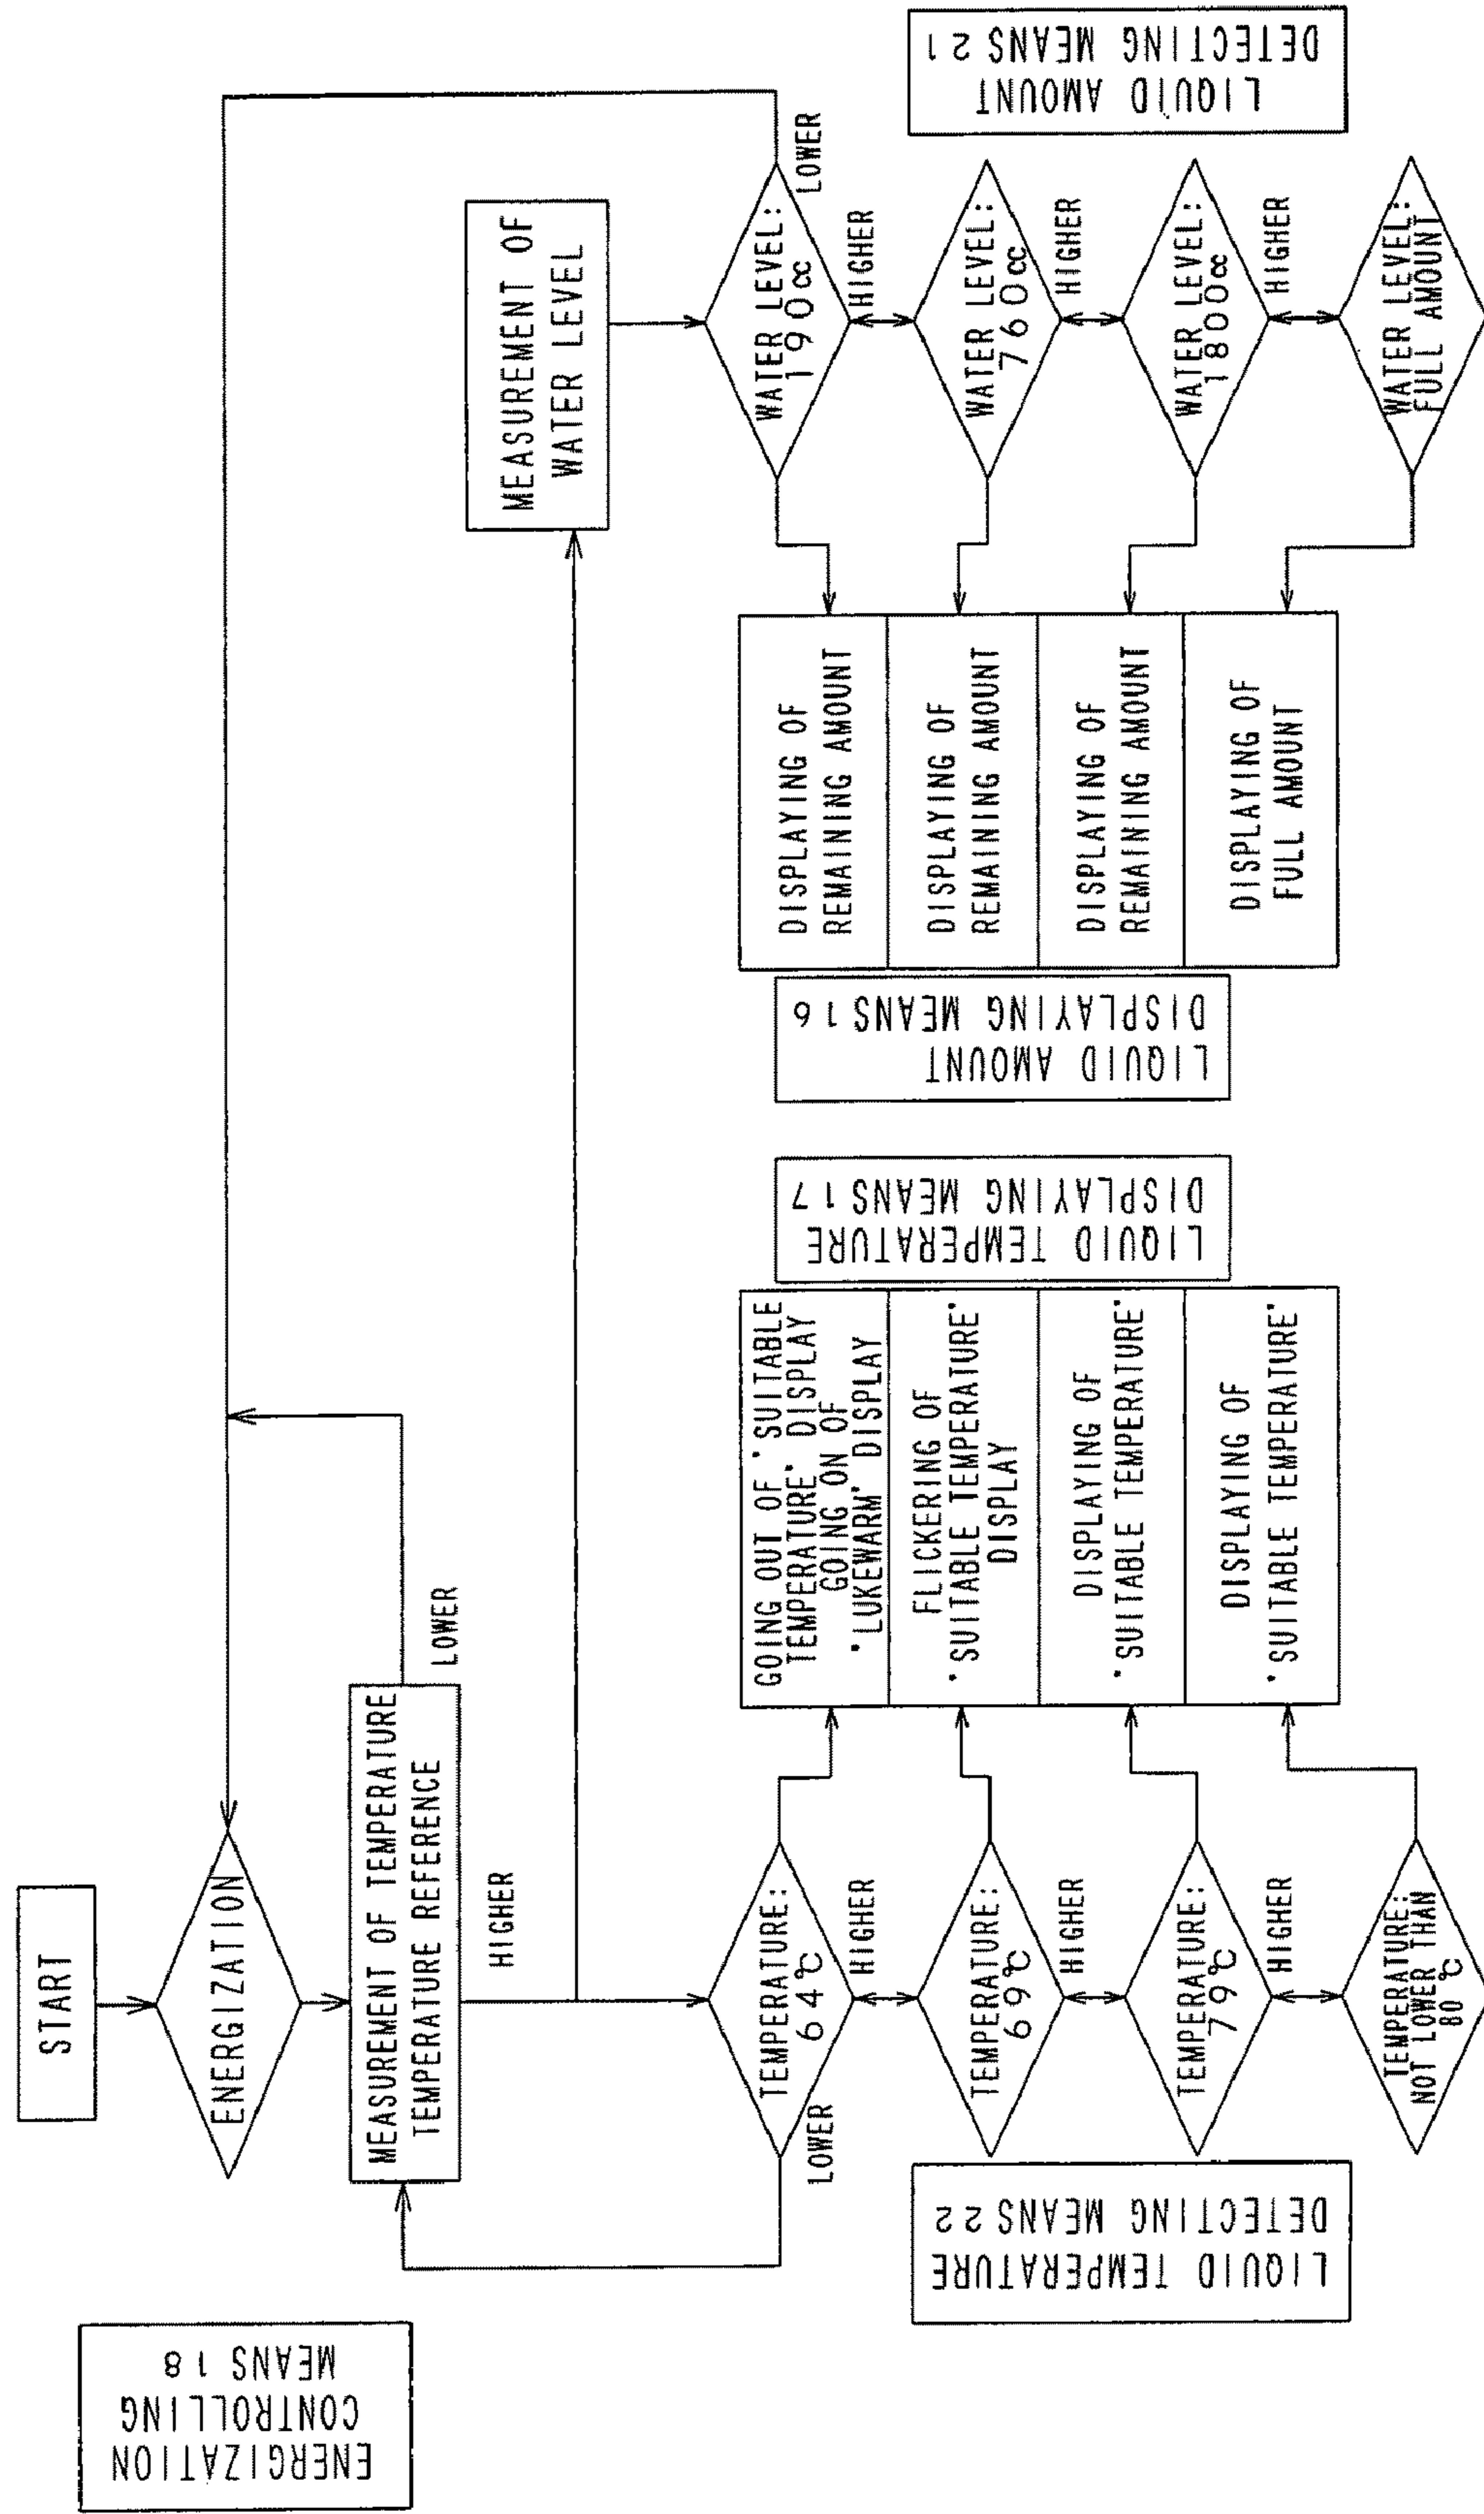 START
ENERGIZATION
CONTROLLING
MEANS 18
ENERGIZATION
MEASUREMENT OF TEMPERATURE
TEMPERATURE REFERENCE
LOWER
HIGHER
MEASUREMENT OF
WATER LEVEL
LIQUID TEMPERATURE
DETECTING MEANS 22
LOWER
TEMPERATURE:
64℃
HIGHER
TEMPERATURE:
69℃
HIGHER
TEMPERATURE:
79℃
HIGHER
TEMPERATURE:
NOT LOWER THAN
80℃
GOING OUT OF "SUITABLE
TEMPERATURE" DISPLAY
GOING ON OF
"LUKEWARM" DISPLAY
FLICKERING OF
"SUITABLE TEMPERATURE"
DISPLAY
DISPLAYING OF
"SUITABLE TEMPERATURE"
DISPLAYING OF
"SUITABLE TEMPERATURE"
LIQUID TEMPERATURE
DISPLAYING MEANS 17
LIQUID AMOUNT
DISPLAYING MEANS 16
DISPLAYING OF
REMAINING AMOUNT
DISPLAYING OF
REMAINING AMOUNT
DISPLAYING OF
REMAINING AMOUNT
DISPLAYING OF
FULL AMOUNT
WATER LEVEL:
190cc
LOWER
HIGHER
WATER LEVEL:
760cc
HIGHER
WATER LEVEL:
1800cc
HIGHER
WATER LEVEL:
FULL AMOUNT
LIQUID AMOUNT
DETECTING MEANS 21